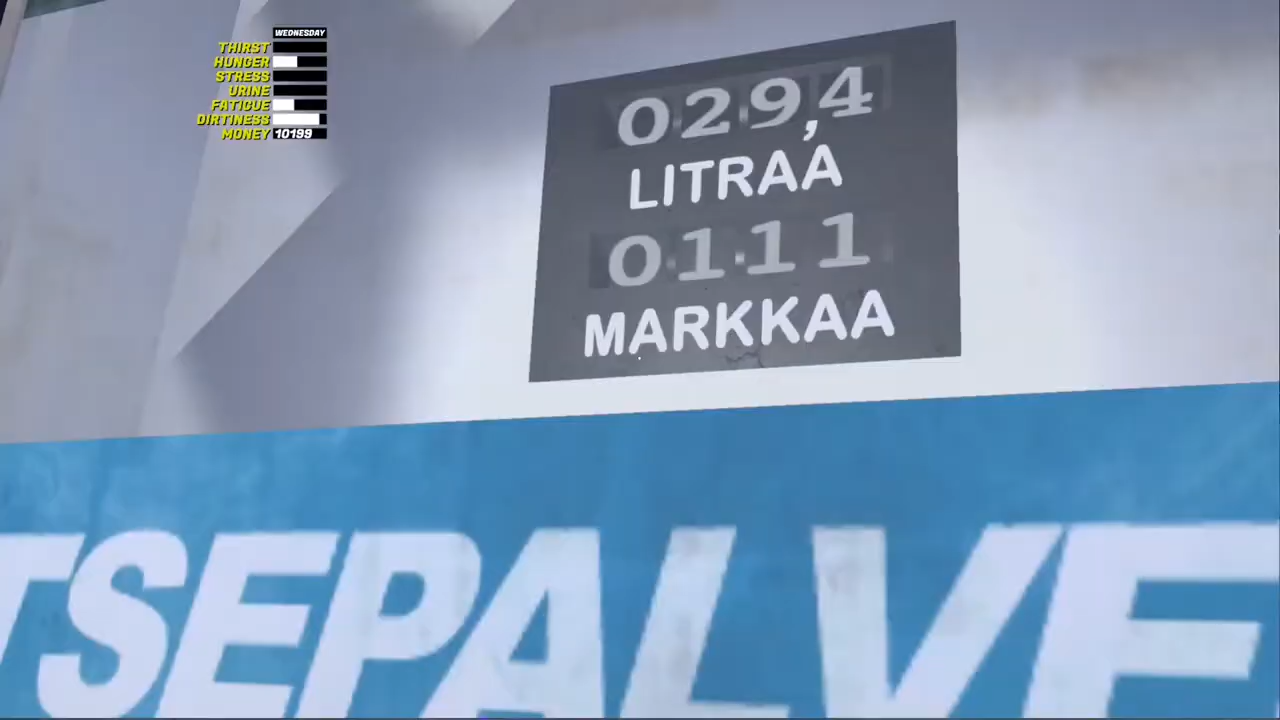 WEDNESDAY
THIRST
HUNGER
STRESS
URINE
FATIGUE
DIRTINESS
MONEY 10199
029,4
LITRAA
0111
MARKKAA
TSEPALVE